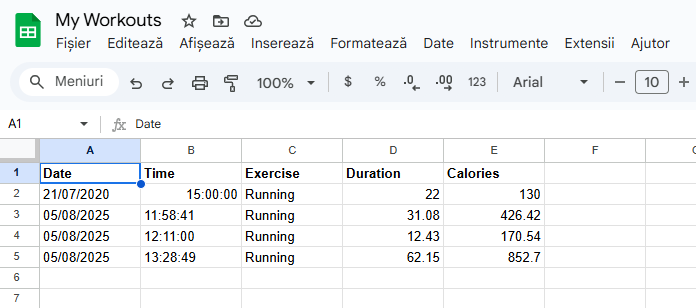 My Workouts
Fișier Editează Afișează Inserează Formatează Date Instrumente Extensii Ajutor
Meniuri 100% $ % .0 .00 123 Arial 10
A1 fx Date
A B C D E F
1 Date Time Exercise Duration Calories
2 21/07/2020 15:00:00 Running 22 130
3 05/08/2025 11:58:41 Running 31.08 426.42
4 05/08/2025 12:11:00 Running 12.43 170.54
5 05/08/2025 13:28:49 Running 62.15 852.7
6
7